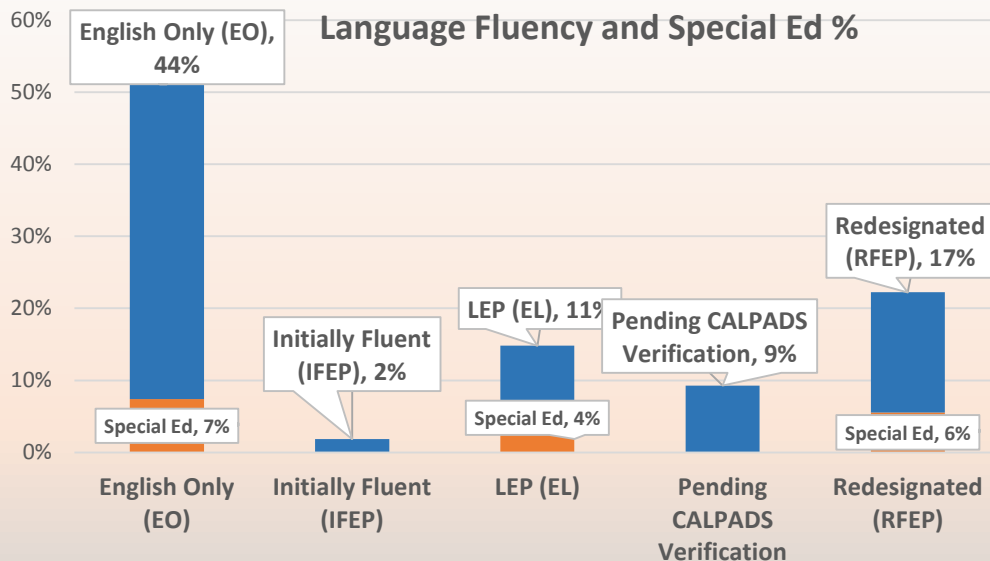 Language Fluency and Special Ed %
60%
50%
40%
30%
20%
10%
0%
English Only (EO),
44%
Initially Fluent
(IFEP), 2%
LEP (EL), 11%
Pending CALPADS
Verification, 9%
Redesignated
(RFEP), 17%
Special Ed, 7%
Special Ed, 4%
Special Ed, 6%
English Only
(EO)
Initially Fluent
(IFEP)
LEP (EL)
Pending
CALPADS
Verification
Redesignated
(RFEP)